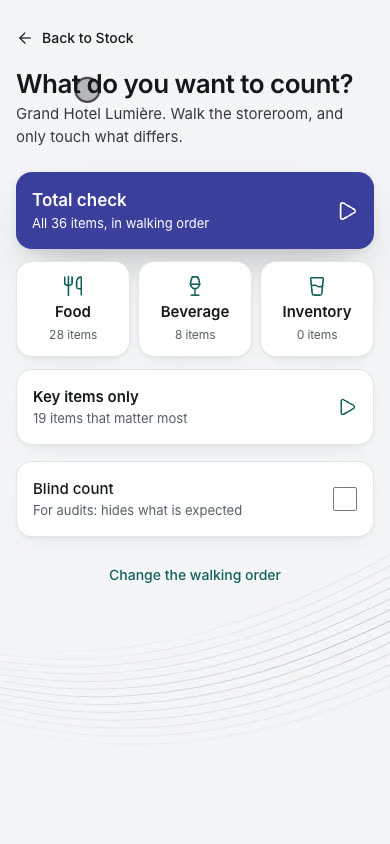 Back to Stock
What do you want to count?
Grand Hotel Lumière. Walk the storeroom, and
only touch what differs.
Total check
All 36 items, in walking order
Food
28 items
Beverage
8 items
Inventory
0 items
Key items only
19 items that matter most
Blind count
For audits: hides what is expected
Change the walking order